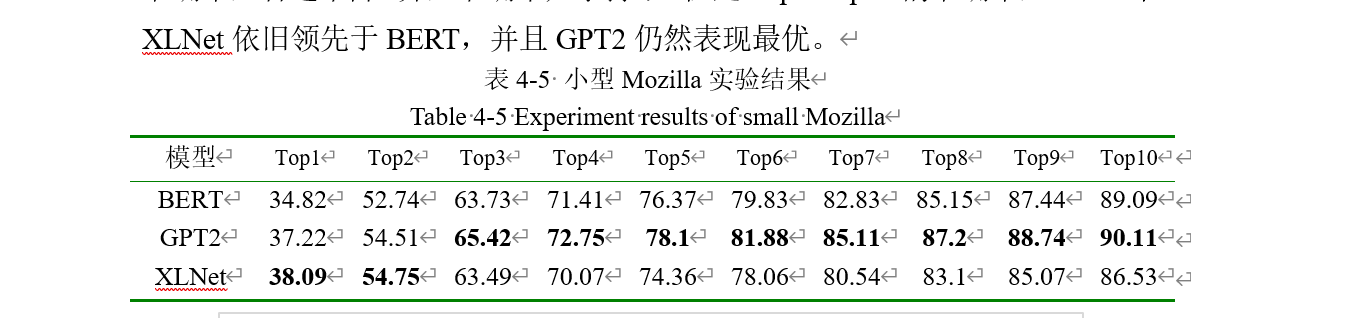 XLNet 依旧领先于 BERT，并且 GPT2 仍然表现最优。
表 4-5 小型 Mozilla 实验结果
Table 4-5 Experiment results of small Mozilla
模型 Top1 Top2 Top3 Top4 Top5 Top6 Top7 Top8 Top9 Top10
BERT 34.82 52.74 63.73 71.41 76.37 79.83 82.83 85.15 87.44 89.09
GPT2 37.22 54.51 65.42 72.75 78.1 81.88 85.11 87.2 88.74 90.11
XLNet 38.09 54.75 63.49 70.07 74.36 78.06 80.54 83.1 85.07 86.53